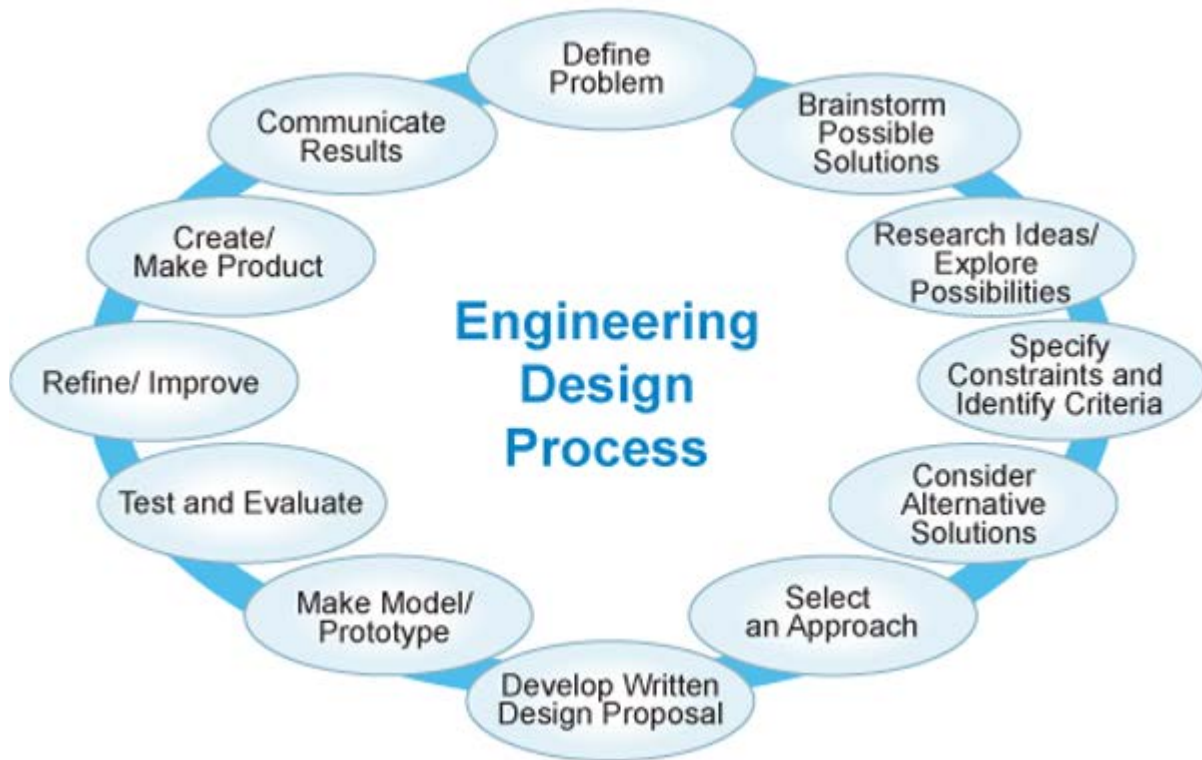 Define
Problem
Brainstorm
Possible
Solutions
Research Ideas/
Explore
Possibilities
Specify
Constraints and
Identify Criteria
Consider
Alternative
Solutions
Select
an Approach
Develop Written
Design Proposal
Make Model/
Prototype
Test and Evaluate
Refine/ Improve
Create/
Make Product
Communicate
Results
Engineering
Design
Process